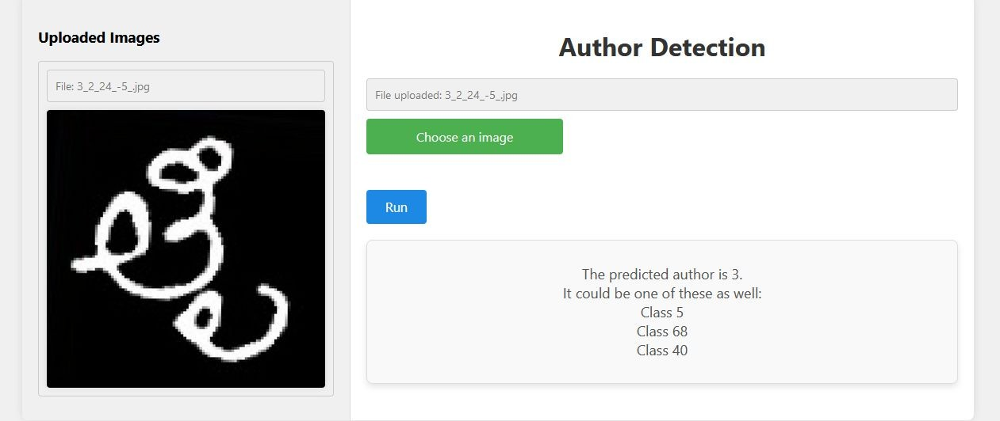 Uploaded Images
File: 3_2_24_-5_.jpg
Author Detection
File uploaded: 3_2_24_-5_.jpg
Choose an image
Run
The predicted author is 3.
It could be one of these as well:
Class 5
Class 68
Class 40